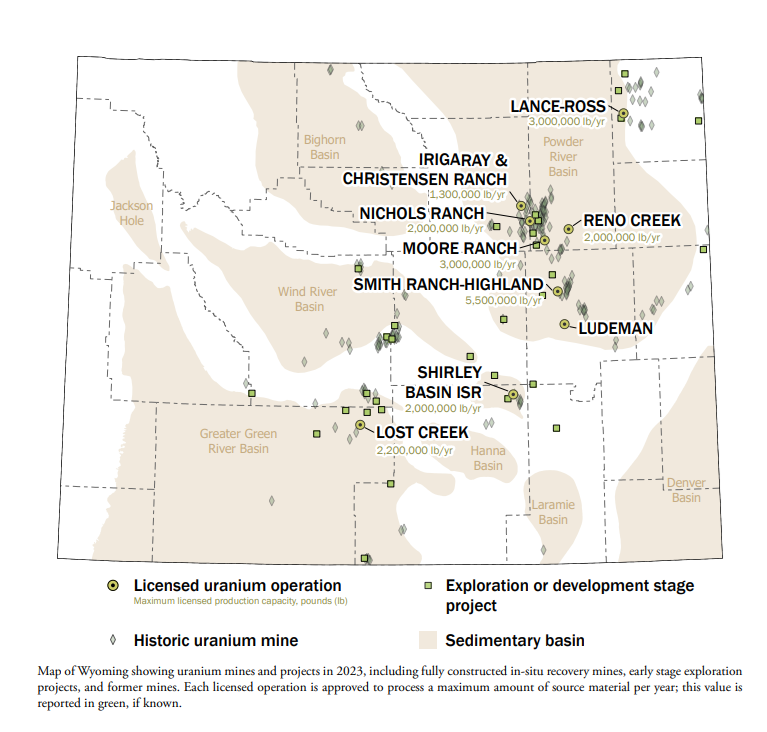 LANCE-ROSS
3,000,000 lb/yr
Bighorn
Basin
Powder
River
Basin
IRIGARAY &
CHRISTENSEN RANCH
1,300,000 lb/yr
Jackson
Hole
NICHOLS RANCH
2,000,000 lb/yr
RENO CREEK
2,000,000 lb/yr
MOORE RANCH
3,000,000 lb/yr
SMITH RANCH-HIGHLAND
5,500,000 lb/yr
Wind River
Basin
LUDEMAN
SHIRLEY
BASIN ISR
2,000,000 lb/yr
LOST CREEK
2,200,000 lb/yr
Greater Green
River Basin
Hanna
Basin
Laramie
Basin
Denver
Basin
Licensed uranium operation
Maximum licensed production capacity, pounds (lb)
Exploration or development stage
project
Historic uranium mine
Sedimentary basin
Map of Wyoming showing uranium mines and projects in 2023, including fully constructed in-situ recovery mines, early stage exploration
projects, and former mines. Each licensed operation is approved to process a maximum amount of source material per year; this value is
reported in green, if known.